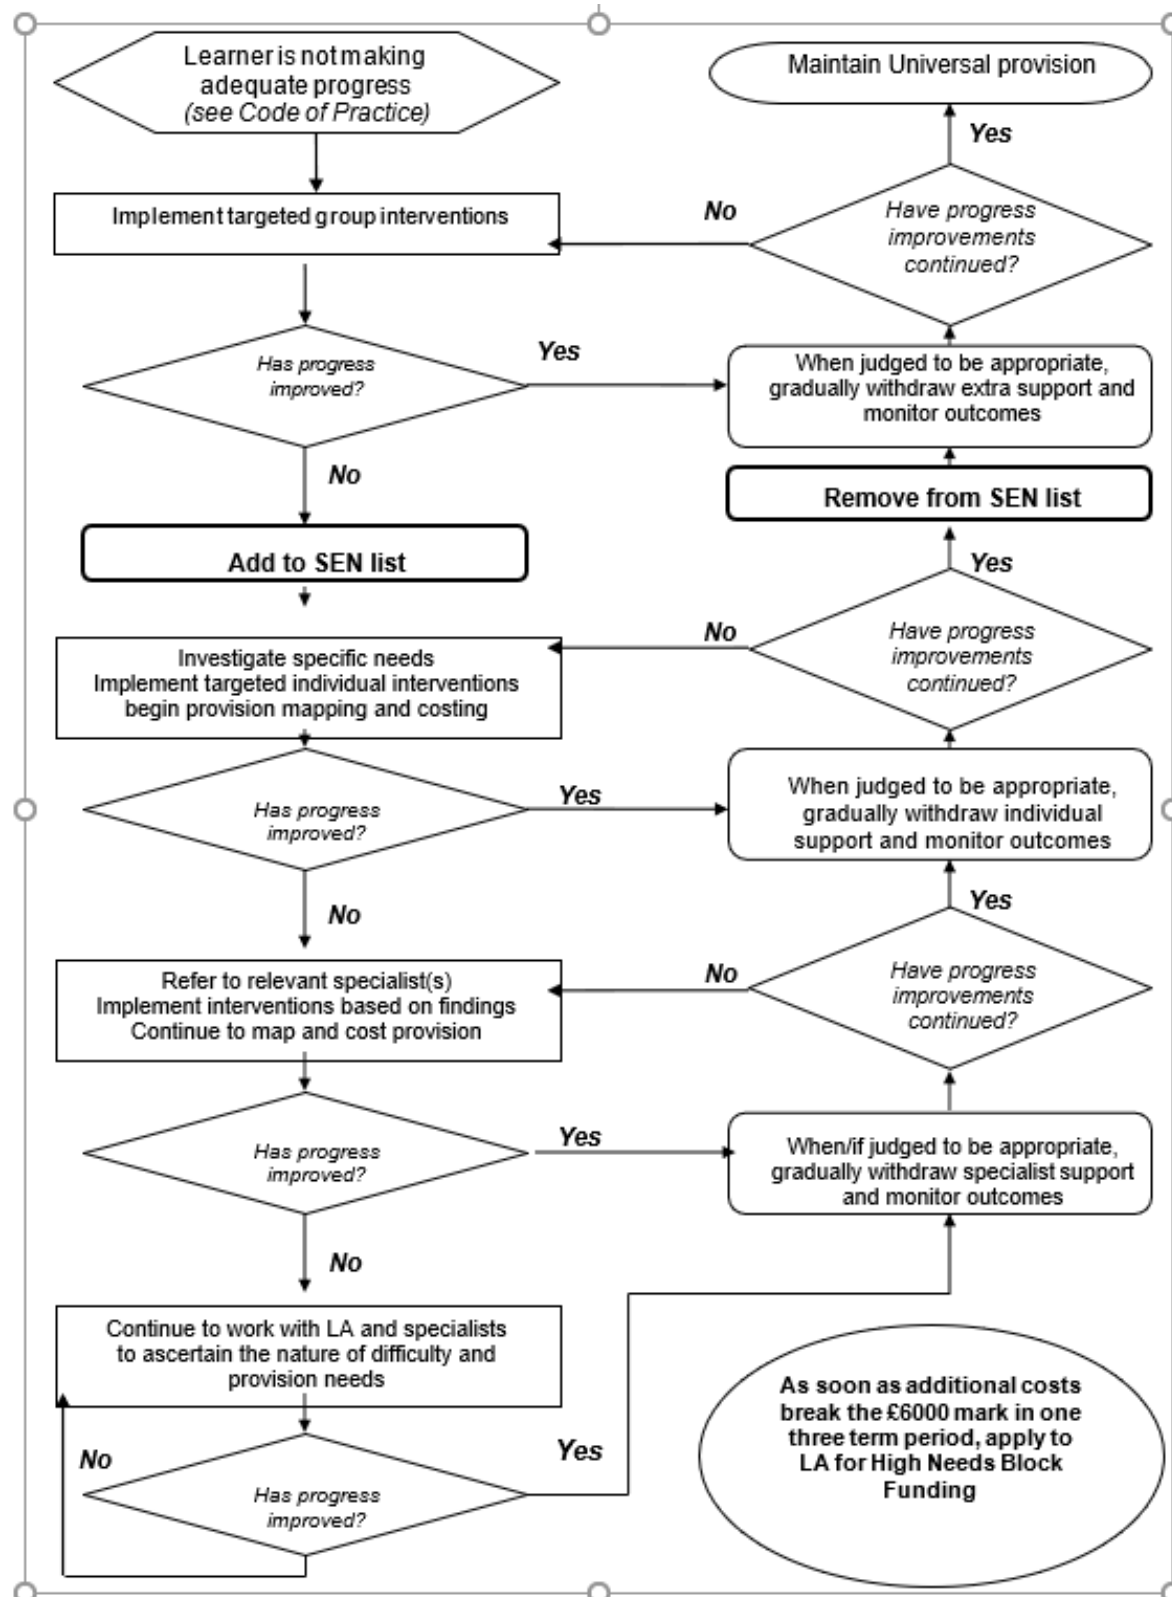 Learner is not making
adequate progress
(see Code of Practice)
Maintain Universal provision
Yes
Implement targeted group interventions
No
Have progress
improvements
continued?
Has progress
improved?
Yes
When judged to be appropriate,
gradually withdraw extra support and
monitor outcomes
No
Remove from SEN list
Add to SEN list
Yes
Investigate specific needs
Implement targeted individual interventions
begin provision mapping and costing
No
Have progress
improvements
continued?
Has progress
improved?
Yes
When judged to be appropriate,
gradually withdraw individual
support and monitor outcomes
No
Yes
Refer to relevant specialist(s)
Implement interventions based on findings
Continue to map and cost provision
No
Have progress
improvements
continued?
Has progress
improved?
Yes
When/if judged to be appropriate,
gradually withdraw specialist support
and monitor outcomes
No
Continue to work with LA and specialists
to ascertain the nature of difficulty and
provision needs
No
Has progress
improved?
Yes
As soon as additional costs
break the £6000 mark in one
three term period, apply to
LA for High Needs Block
Funding